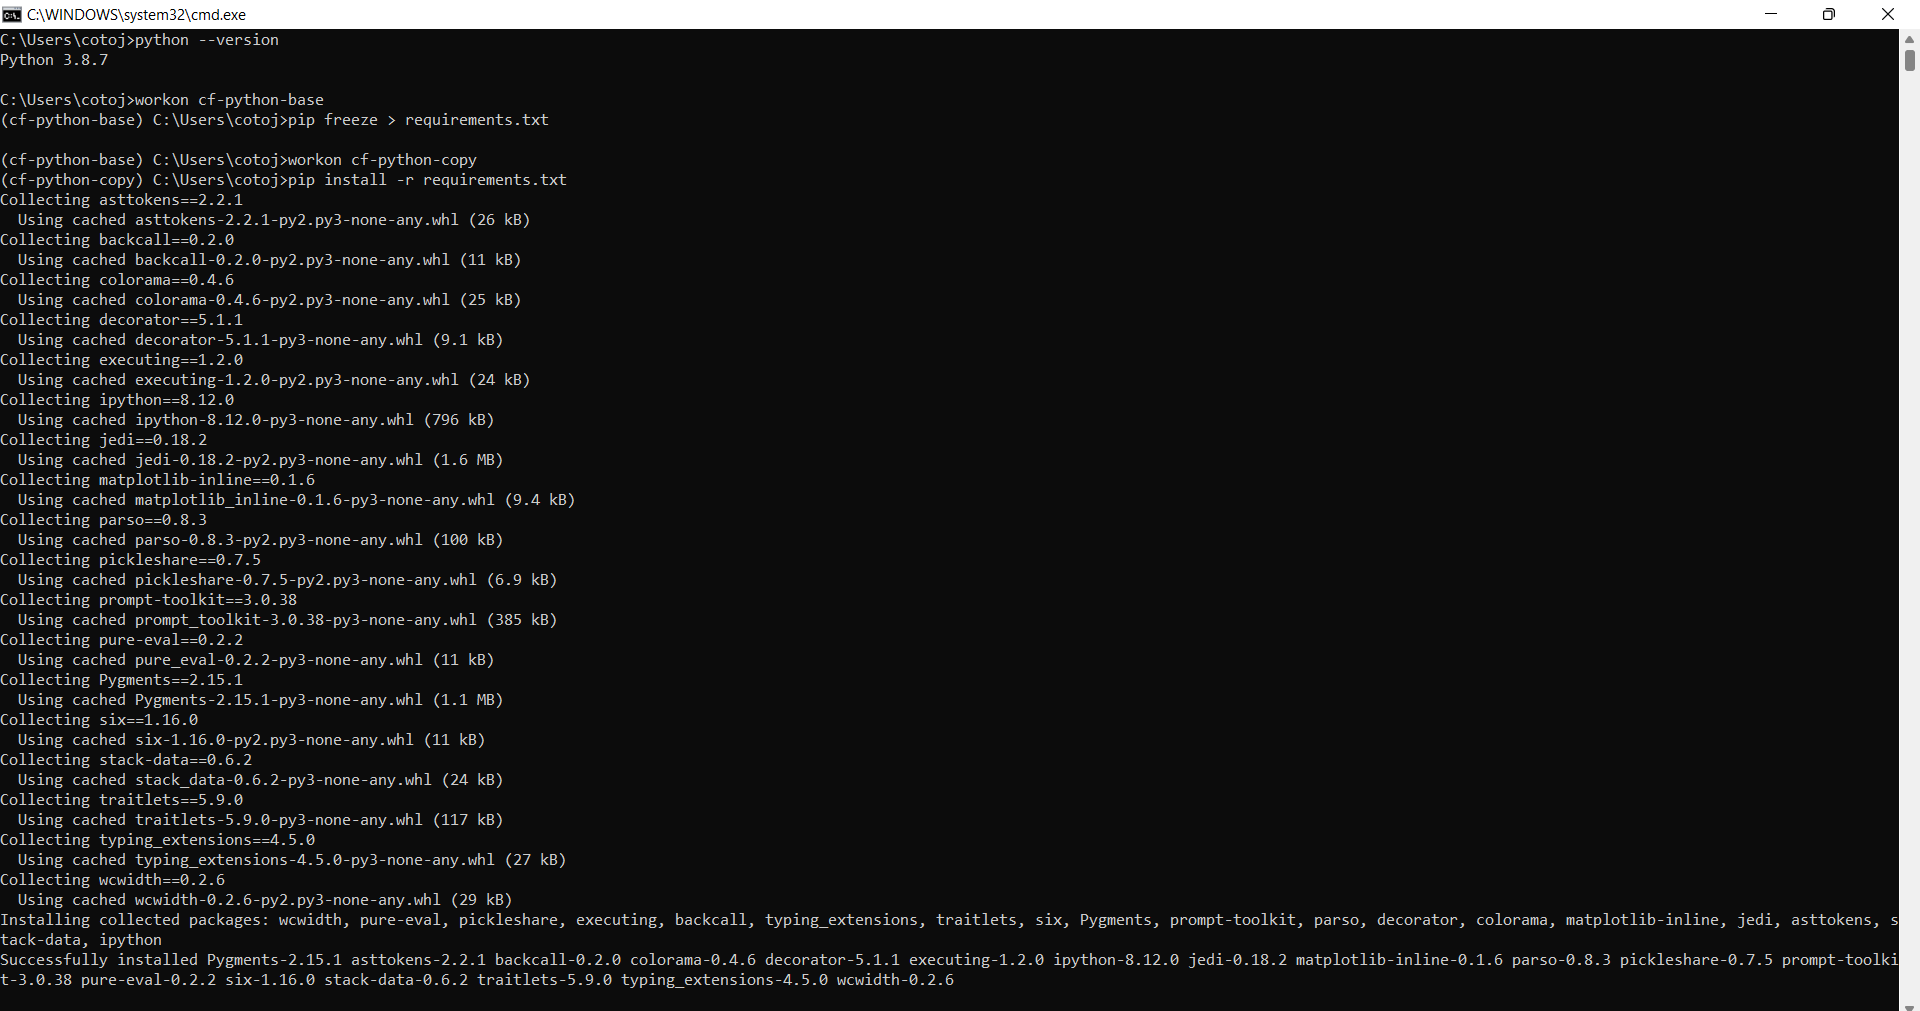 C:\WINDOWS\system32\cmd.exe
C:\Users\cotoj>python --version
Python 3.8.7
C:\Users\cotoj>workon cf-python-base
(cf-python-base) C:\Users\cotoj>pip freeze > requirements.txt
(cf-python-base) C:\Users\cotoj>workon cf-python-copy
(cf-python-copy) C:\Users\cotoj>pip install -r requirements.txt
Collecting asttokens==2.2.1
  Using cached asttokens-2.2.1-py2.py3-none-any.whl (26 kB)
Collecting backcall==0.2.0
  Using cached backcall-0.2.0-py2.py3-none-any.whl (11 kB)
Collecting colorama==0.4.6
  Using cached colorama-0.4.6-py2.py3-none-any.whl (25 kB)
Collecting decorator==5.1.1
  Using cached decorator-5.1.1-py3-none-any.whl (9.1 kB)
Collecting executing==1.2.0
  Using cached executing-1.2.0-py2.py3-none-any.whl (24 kB)
Collecting ipython==8.12.0
  Using cached ipython-8.12.0-py3-none-any.whl (796 kB)
Collecting jedi==0.18.2
  Using cached jedi-0.18.2-py2.py3-none-any.whl (1.6 MB)
Collecting matplotlib-inline==0.1.6
  Using cached matplotlib_inline-0.1.6-py3-none-any.whl (9.4 kB)
Collecting parso==0.8.3
  Using cached parso-0.8.3-py2.py3-none-any.whl (100 kB)
Collecting pickleshare==0.7.5
  Using cached pickleshare-0.7.5-py2.py3-none-any.whl (6.9 kB)
Collecting prompt-toolkit==3.0.38
  Using cached prompt_toolkit-3.0.38-py3-none-any.whl (385 kB)
Collecting pure-eval==0.2.2
  Using cached pure_eval-0.2.2-py3-none-any.whl (11 kB)
Collecting Pygments==2.15.1
  Using cached Pygments-2.15.1-py3-none-any.whl (1.1 MB)
Collecting six==1.16.0
  Using cached six-1.16.0-py2.py3-none-any.whl (11 kB)
Collecting stack-data==0.6.2
  Using cached stack_data-0.6.2-py3-none-any.whl (24 kB)
Collecting traitlets==5.9.0
  Using cached traitlets-5.9.0-py3-none-any.whl (117 kB)
Collecting typing_extensions==4.5.0
  Using cached typing_extensions-4.5.0-py3-none-any.whl (27 kB)
Collecting wcwidth==0.2.6
  Using cached wcwidth-0.2.6-py2.py3-none-any.whl (29 kB)
Installing collected packages: wcwidth, pure-eval, pickleshare, executing, backcall, typing_extensions, traitlets, six, Pygments, prompt-toolkit, parso, decorator, colorama, matplotlib-inline, jedi, asttokens, s
tack-data, ipython
Successfully installed Pygments-2.15.1 asttokens-2.2.1 backcall-0.2.0 colorama-0.4.6 decorator-5.1.1 executing-1.2.0 ipython-8.12.0 jedi-0.18.2 matplotlib-inline-0.1.6 parso-0.8.3 pickleshare-0.7.5 prompt-toolki
t-3.0.38 pure-eval-0.2.2 six-1.16.0 stack-data-0.6.2 traitlets-5.9.0 typing_extensions-4.5.0 wcwidth-0.2.6